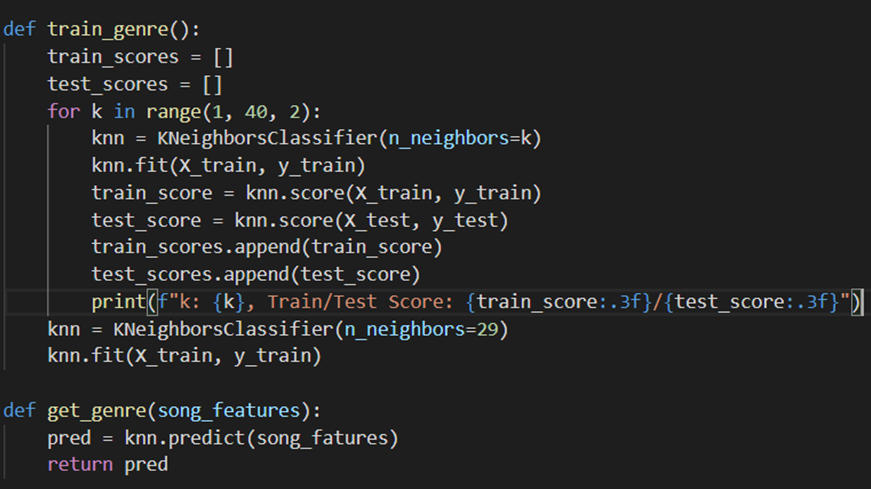 def train_genre():
    train_scores = []
    test_scores = []
    for k in range(1, 40, 2):
        knn = KNeighborsClassifier(n_neighbors=k)
        knn.fit(X_train, y_train)
        train_score = knn.score(X_train, y_train)
        test_score = knn.score(X_test, y_test)
        train_scores.append(train_score)
        test_scores.append(test_score)
        print(f"k: {k}, Train/Test Score: {train_score:.3f}/{test_score:.3f}")
    knn = KNeighborsClassifier(n_neighbors=29)
    knn.fit(X_train, y_train)

def get_genre(song_features):
    pred = knn.predict(song_fatures)
    return pred